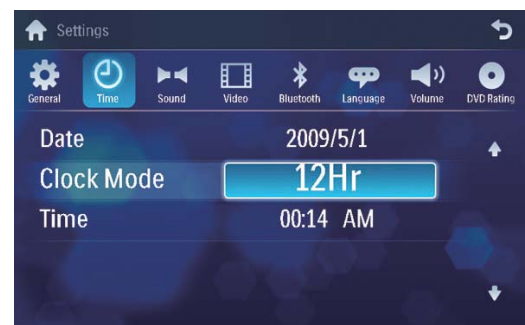 Settings
General Time Sound Video Bluetooth Language Volume DVD Rating
Date 2009/5/1
Clock Mode 12Hr
Time 00:14 AM